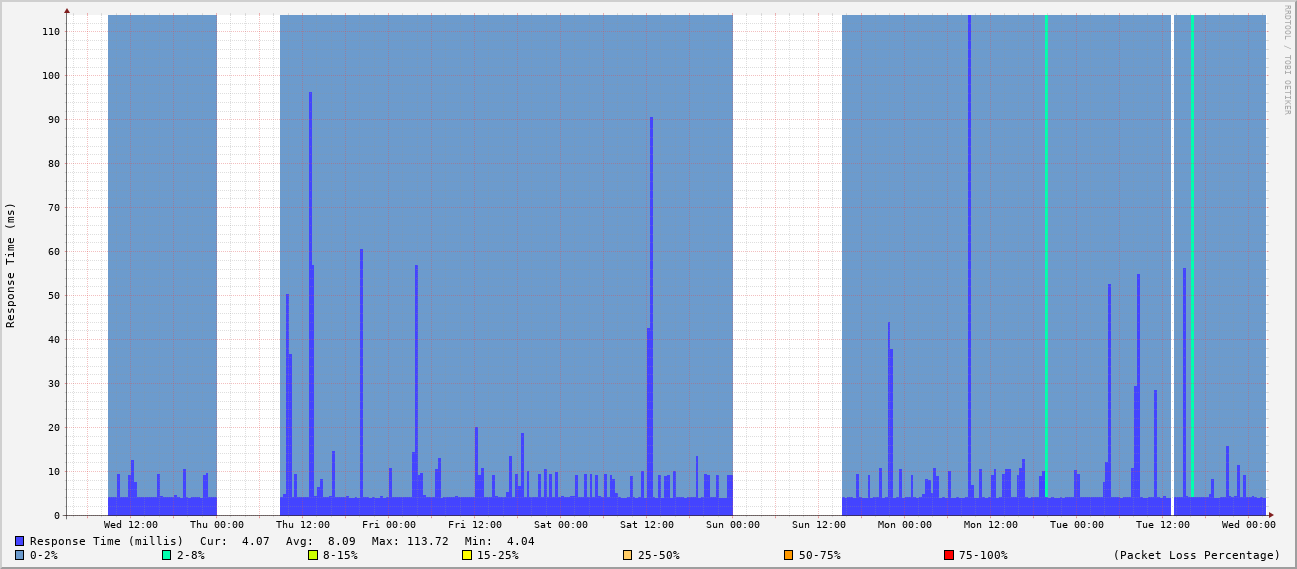 RRDTOOL / TOBI OETIKER
Response Time (ms)
110
100
90
80
70
60
50
40
30
20
10
0
Wed 12:00 Thu 00:00 Thu 12:00 Fri 00:00 Fri 12:00 Sat 00:00 Sat 12:00 Sun 00:00 Sun 12:00 Mon 00:00 Mon 12:00 Tue 00:00 Tue 12:00 Wed 00:00
Response Time (millis) Cur: 4.07 Avg: 8.09 Max: 113.72 Min: 4.04
0-2% 2-8% 8-15% 15-25% 25-50% 50-75% 75-100% (Packet Loss Percentage)